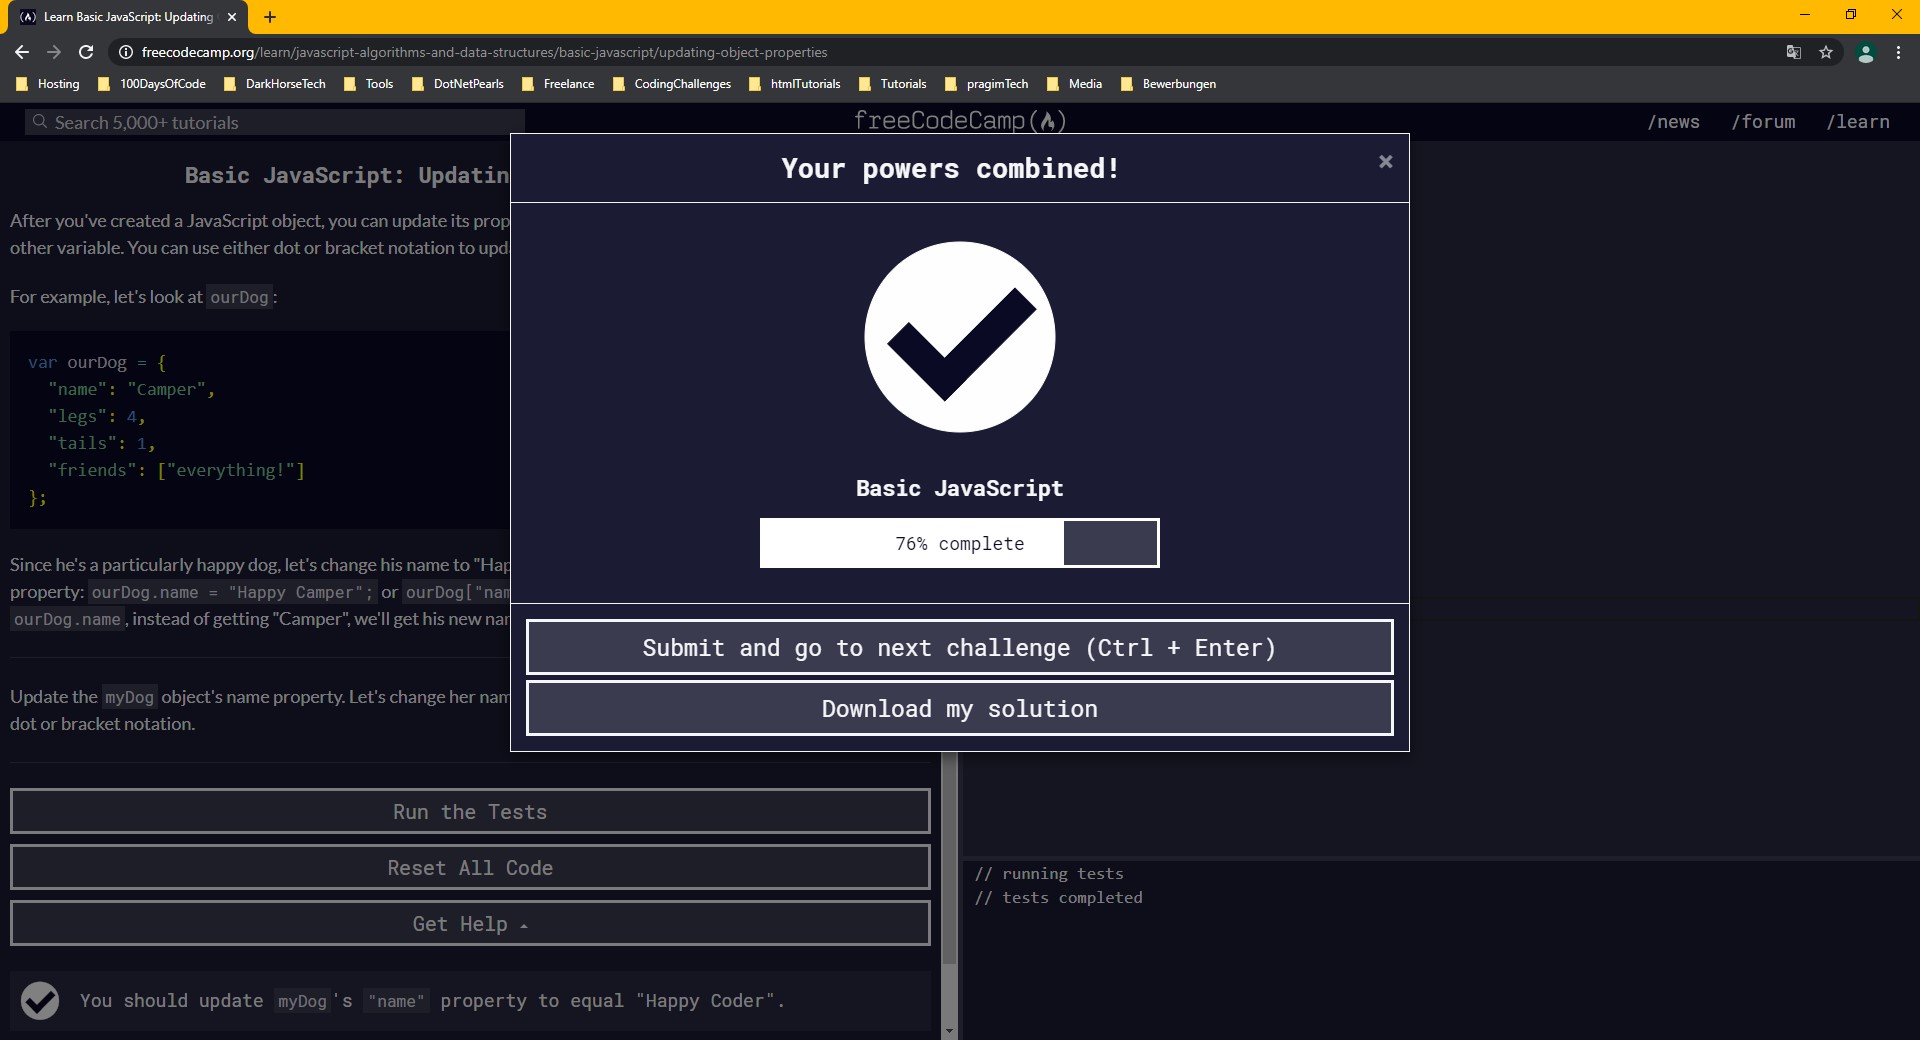 Learn Basic JavaScript: Updating
freecodecamp.org/learn/javascript-algorithms-and-data-structures/basic-javascript/updating-object-properties
Hosting 100DaysOfCode DarkHorseTech Tools DotNetPearls Freelance CodingChallenges htmlTutorials Tutorials pragimTech Media Bewerbungen
Search 5,000+ tutorials
freeCodeCamp
/news /forum /learn
Basic JavaScript: Updatin
After you've created a JavaScript object, you can update its prop
other variable. You can use either dot or bracket notation to upd
For example, let's look at ourDog:
var ourDog = {
"name": "Camper",
"legs": 4,
"tails": 1,
"friends": ["everything!"]
};
Since he's a particularly happy dog, let's change his name to "Hap
property: ourDog.name = "Happy Camper"; or ourDog["nam
ourDog.name, instead of getting "Camper", we'll get his new nam
Update the myDog object's name property. Let's change her nam
dot or bracket notation.
Run the Tests
Reset All Code
Get Help
You should update myDog's "name" property to equal "Happy Coder".
Your powers combined!
×
Basic JavaScript
76% complete
Submit and go to next challenge (Ctrl + Enter)
Download my solution
// running tests
// tests completed